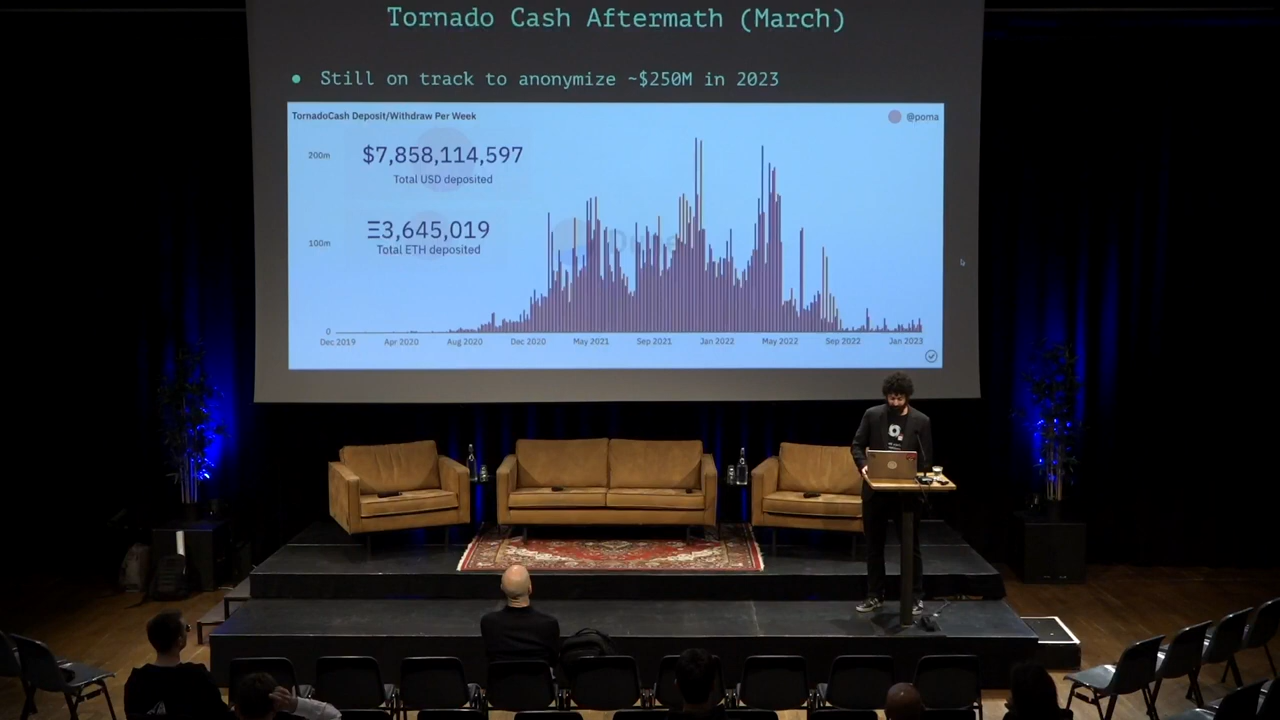 Tornado Cash Aftermath (March)
● Still on track to anonymize ~$250M in 2023
TornadoCash Deposit/Withdraw Per Week
@poma
200m
$7,858,114,597
Total USD deposited
Ξ3,645,019
Total ETH deposited
100m
0
Dec 2019 Apr 2020 Aug 2020 Dec 2020 May 2021 Sep 2021 Jan 2022 May 2022 Sep 2022 Jan 2023